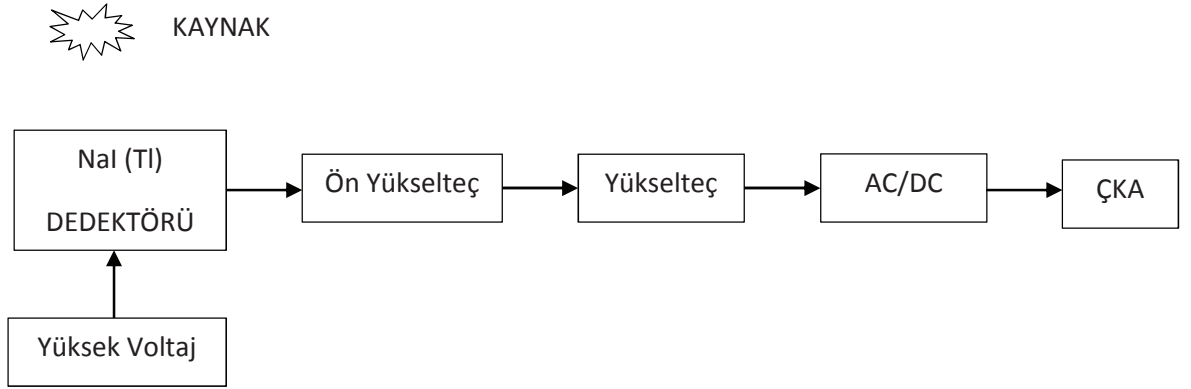 KAYNAK
NaI (Tl)
DEDEKTÖRÜ
Ön Yükselteç
Yükselteç
AC/DC
ÇKA
Yüksek Voltaj